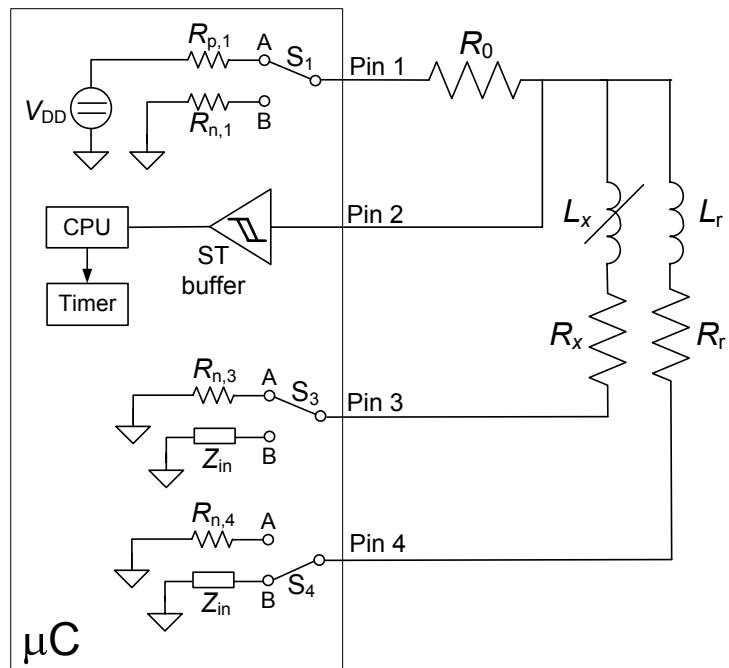 R_p,1
A
S_1
Pin 1
R_0
V_DD
R_n,1
B
CPU
Timer
ST
buffer
Pin 2
L_x
L_r
R_x
R_r
R_n,3
A
S_3
Pin 3
Z_in
B
R_n,4
A
Pin 4
Z_in
B
S_4
μC